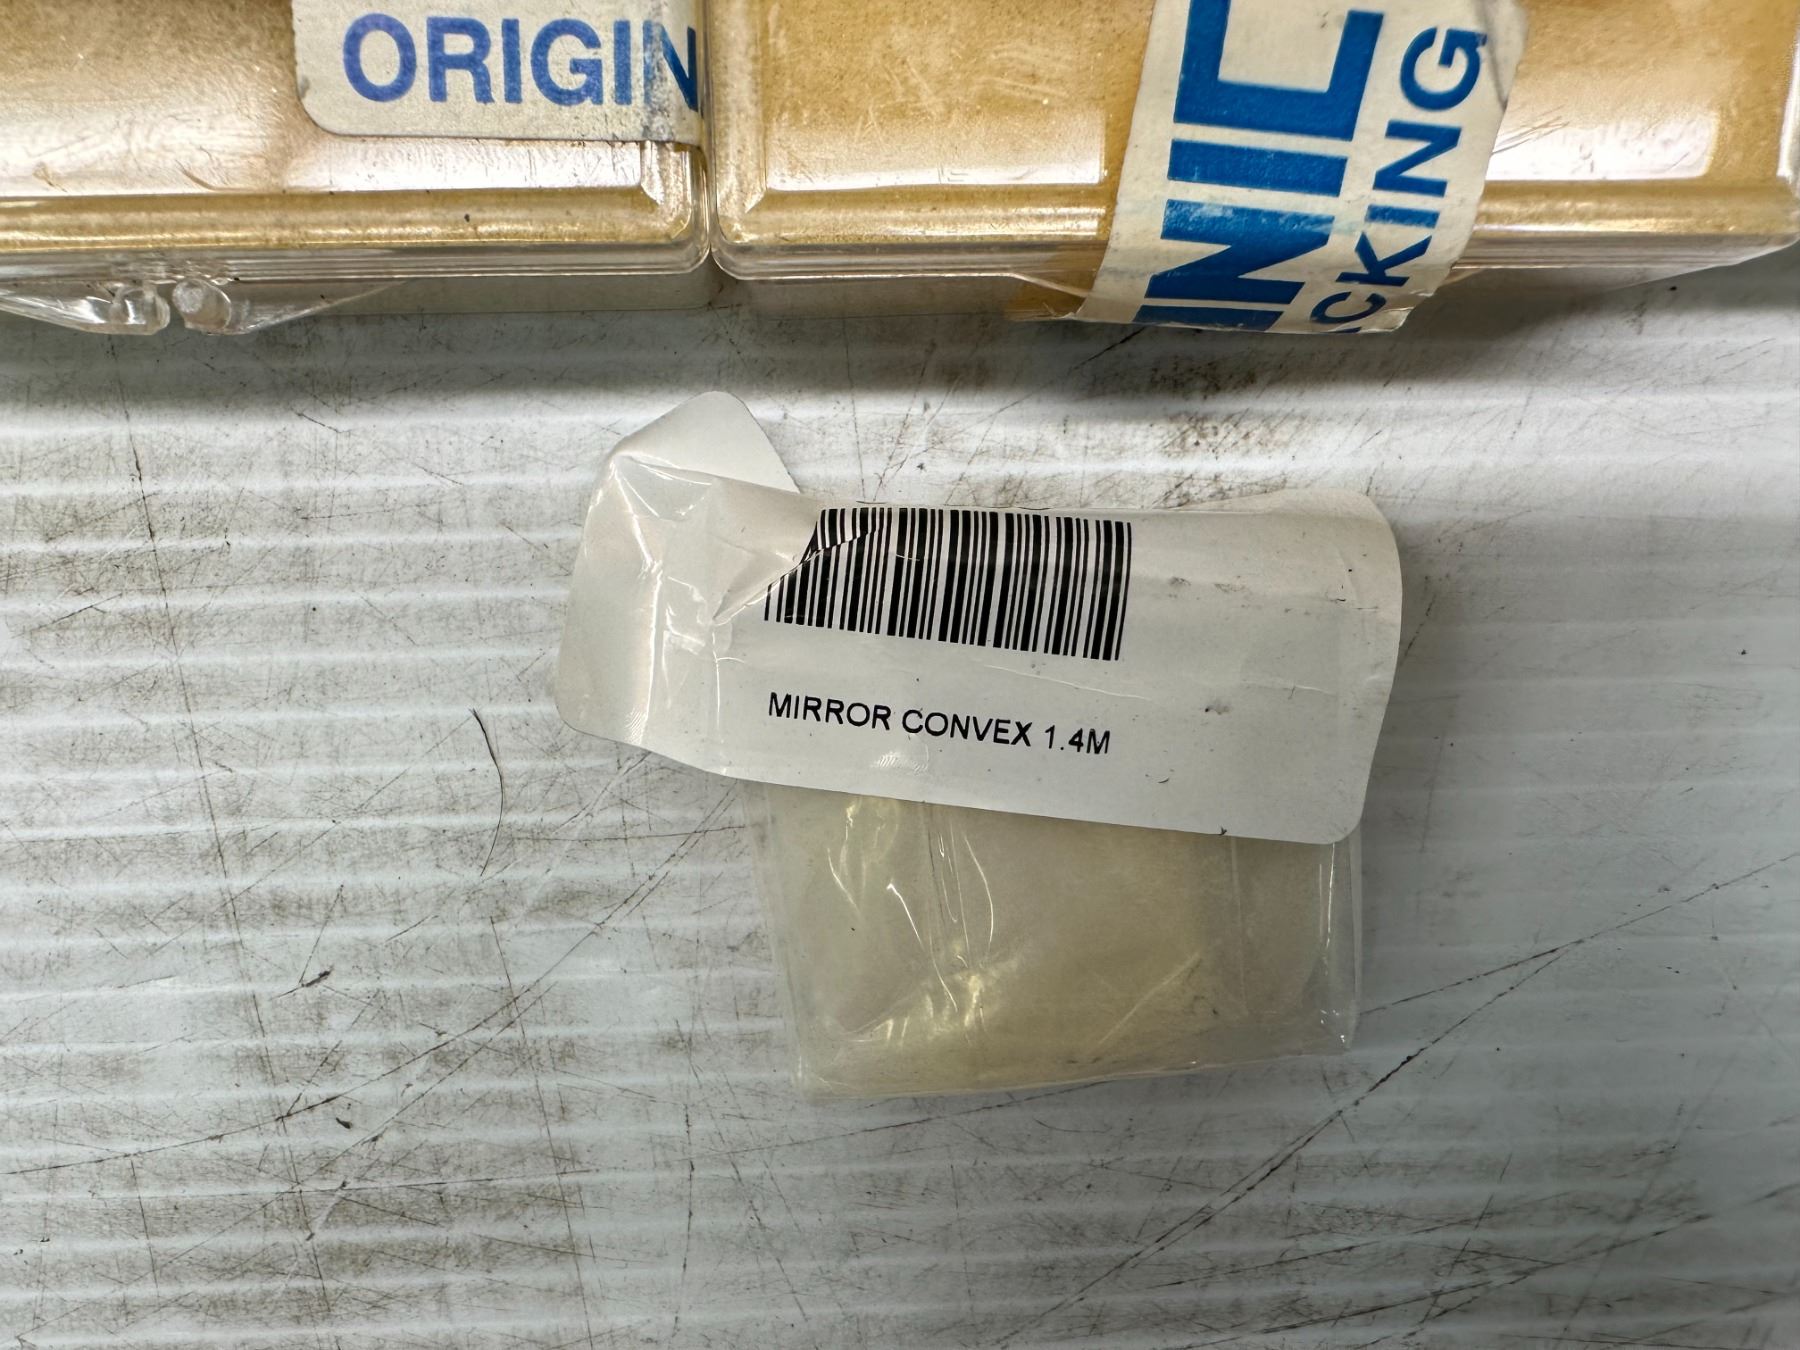 ORIGIN
NIC
CKING
MIRROR CONVEX 1.4M